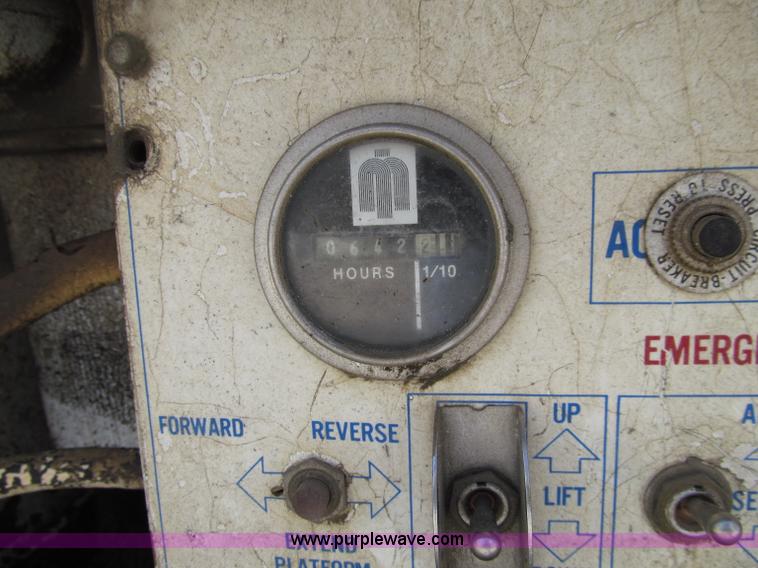 0642 2
HOURS 1/10
PRESS TO RESET
CIRCUIT-BREAKER
EMERG
FORWARD
REVERSE
UP
LIFT
EXTEND
PLATFORM
www.purplewave.com